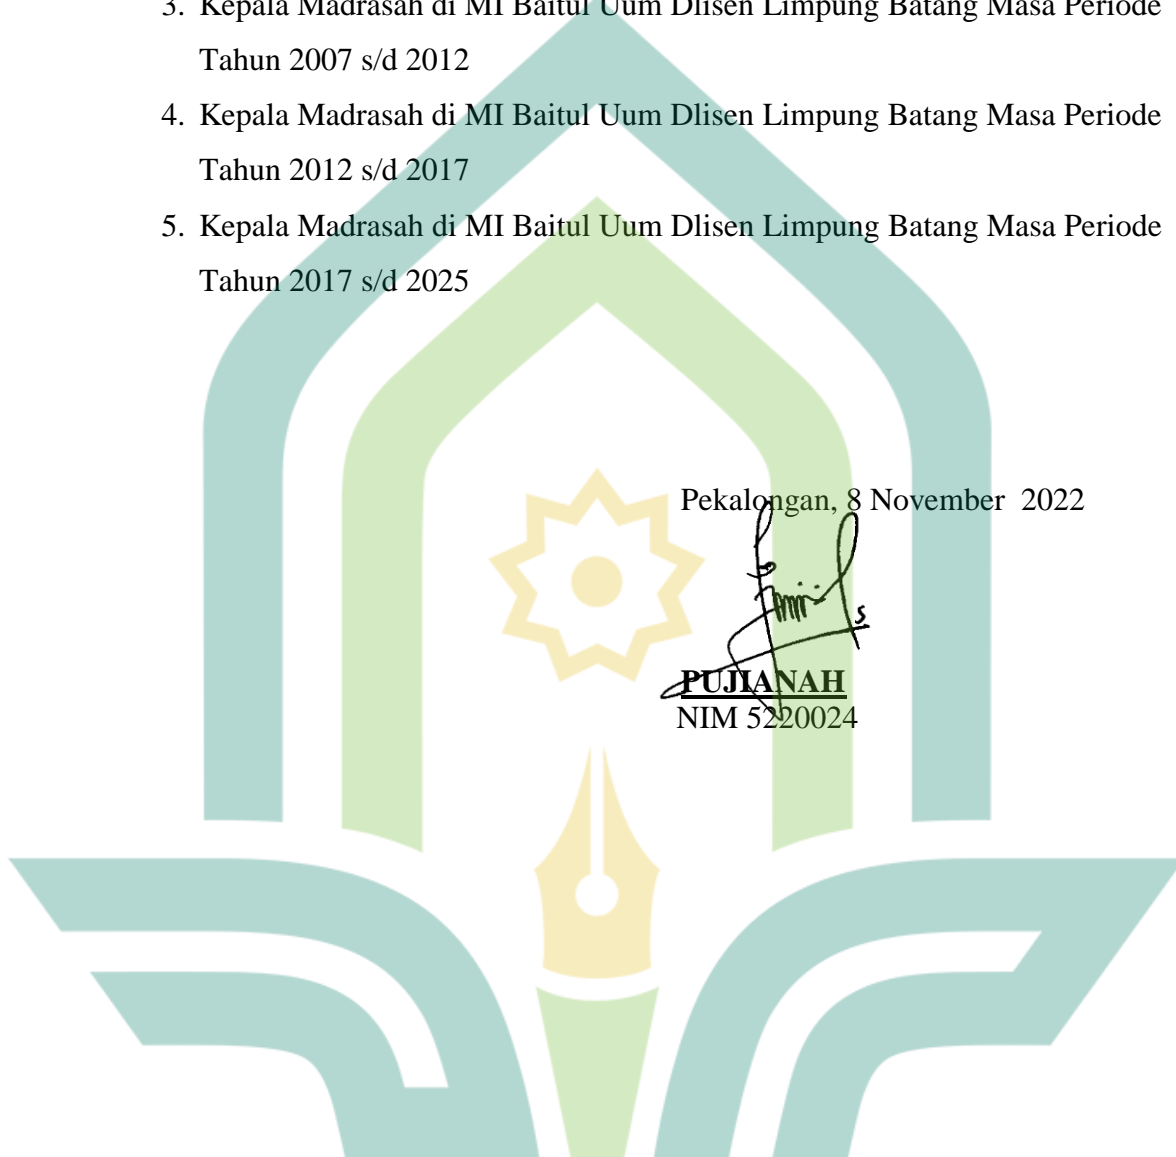 3. Kepala Madrasah di MI Baitul Uum Dlisen Limpung Batang Masa Periode
Tahun 2007 s/d 2012
4. Kepala Madrasah di MI Baitul Uum Dlisen Limpung Batang Masa Periode
Tahun 2012 s/d 2017
5. Kepala Madrasah di MI Baitul Uum Dlisen Limpung Batang Masa Periode
Tahun 2017 s/d 2025
Pekalongan, 8 November 2022
PUJIANAH
NIM 5220024